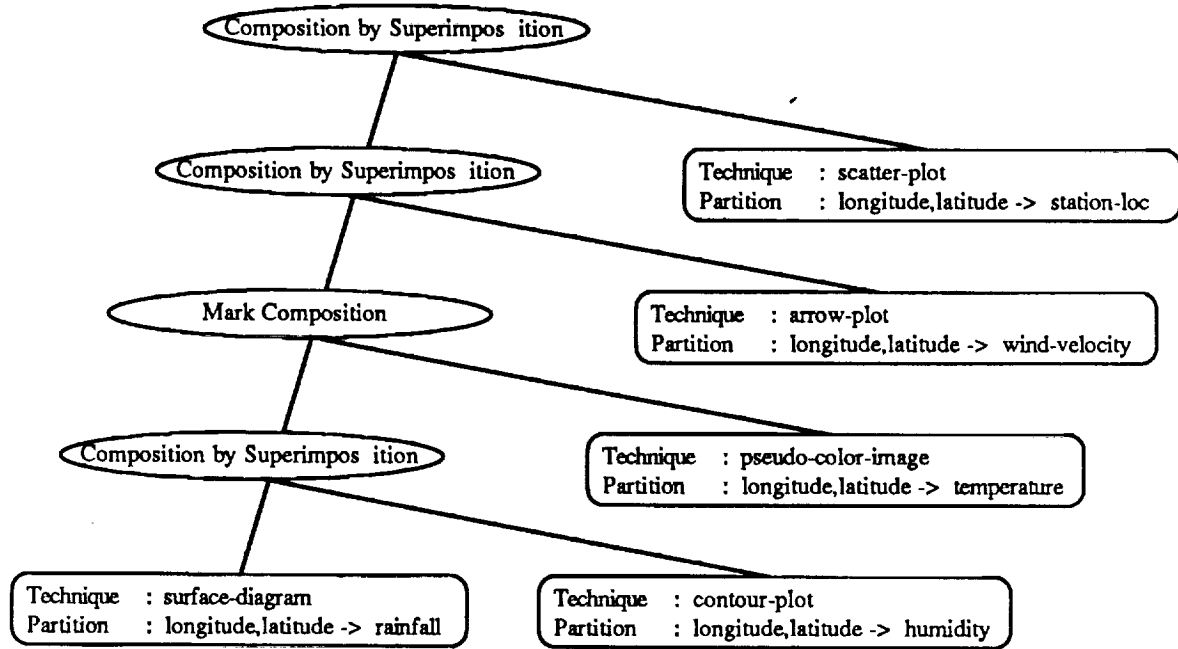 Composition by Superimpos ition
Composition by Superimpos ition
Technique : scatter-plot
Partition : longitude,latitude -> station-loc
Mark Composition
Technique : arrow-plot
Partition : longitude,latitude -> wind-velocity
Composition by Superimpos ition
Technique : pseudo-color-image
Partition : longitude,latitude -> temperature
Technique : surface-diagram
Partition : longitude,latitude -> rainfall
Technique : contour-plot
Partition : longitude,latitude -> humidity